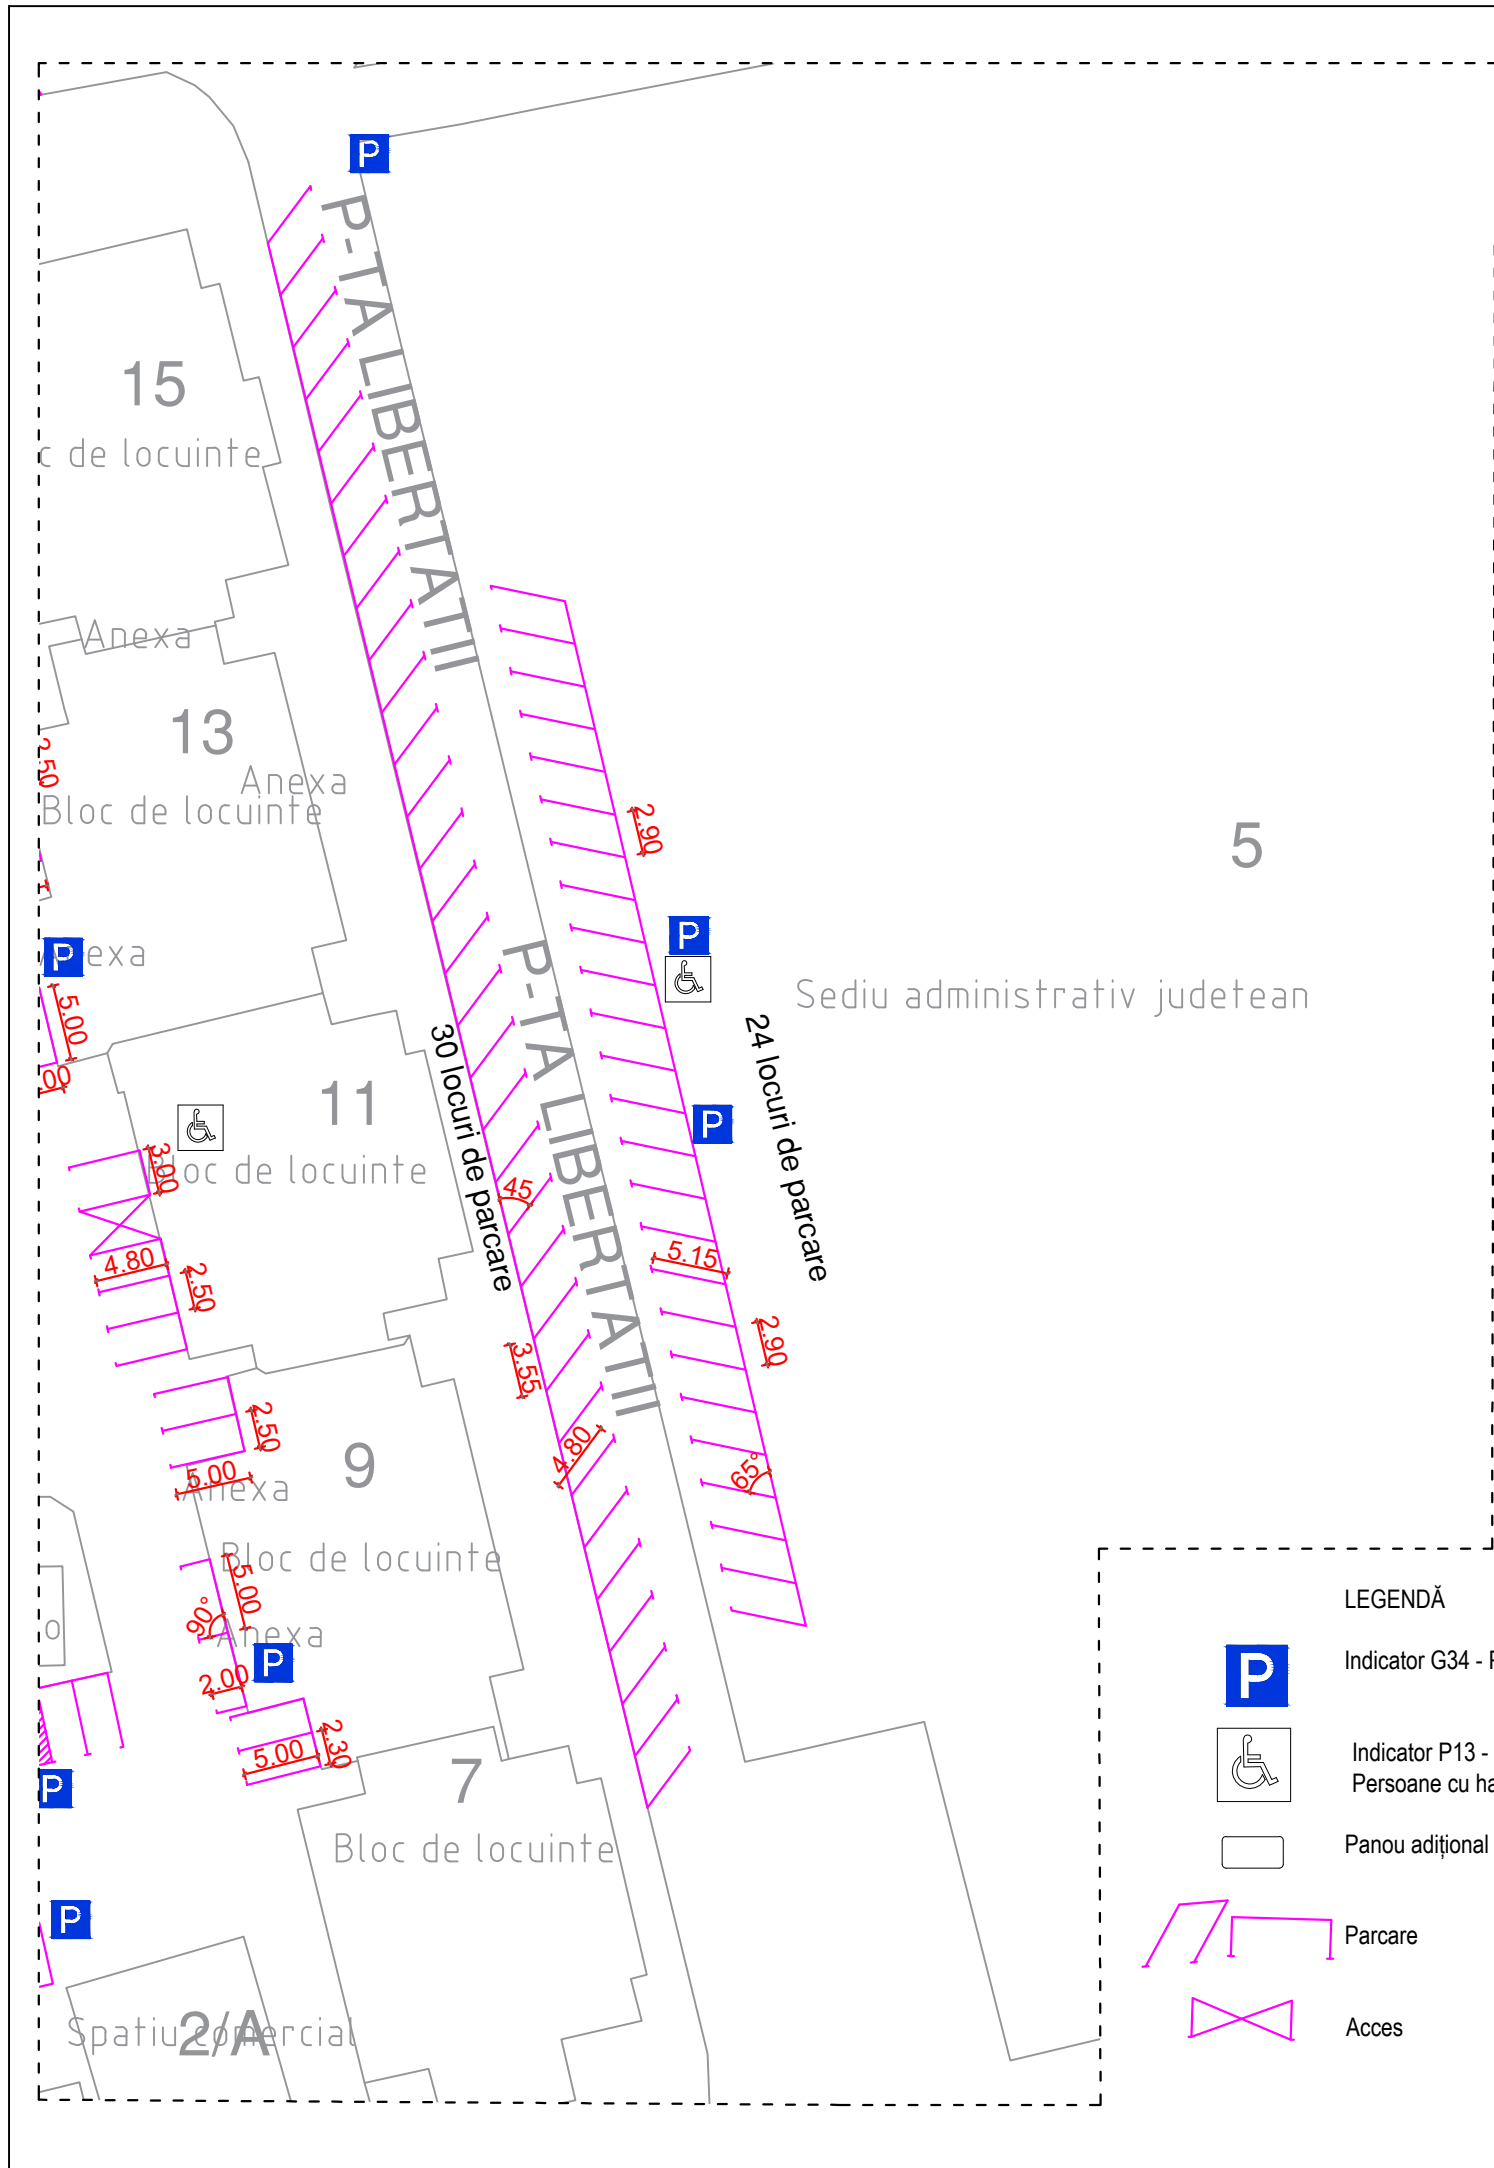 P
P-TA LIBERTATII
15
c de locuinte
Anexa
13
Anexa
Bloc de locuinte
2.50
2.90
5
P
P
exa
Sediu administrativ judetean
5.00
30 locuri de parcare
24 locuri de parcare
P-TA LIBERTATII
.00
11
P
3.00
Bloc de locuinte
45
4.80
2.50
5.15
2.90
3.55
2.50
9
4.80
5.00
Anexa
65°
Bloc de locuinte
5.00
90°
Anexa
P
2.00
2.30
5.00
7
P
Bloc de locuinte
P
2/A
Spatiu comercial
LEGENDĂ
P
Indicator G34 - P
Indicator P13 -
Persoane cu ha
Panou adițional
Parcare
Acces